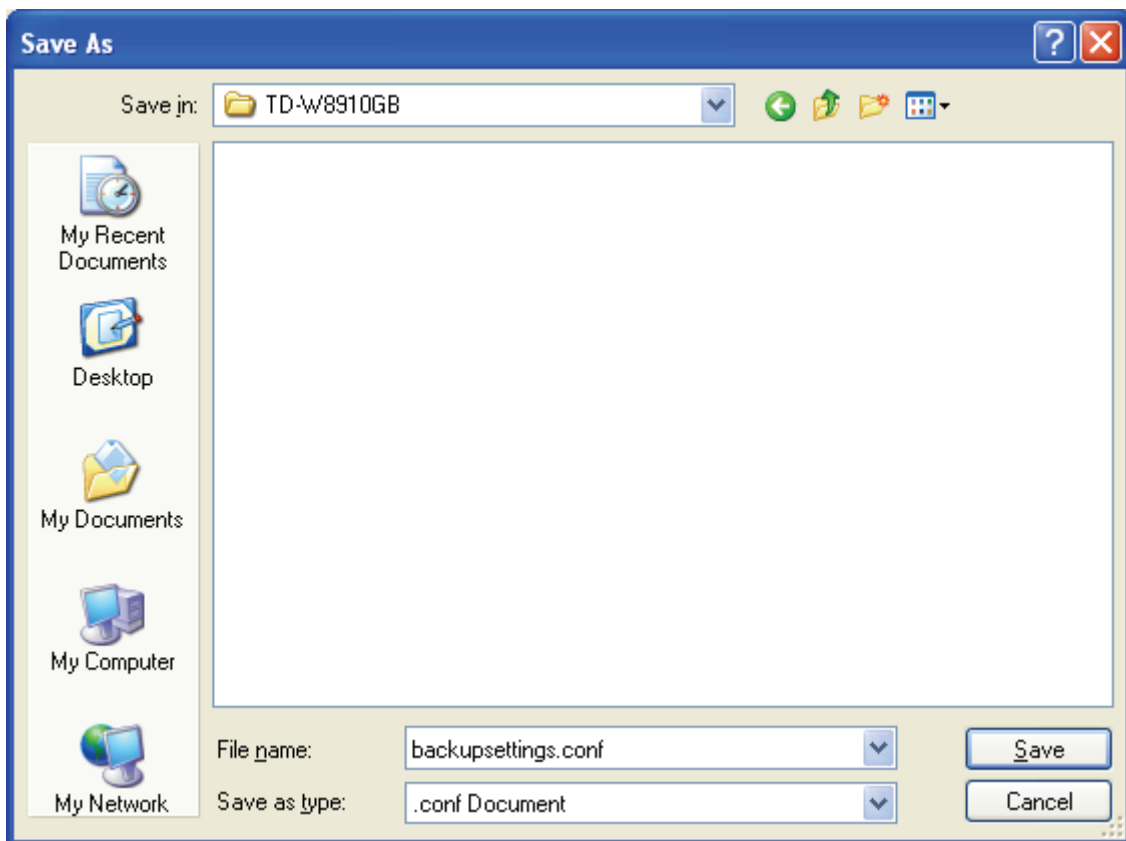 Save As
Save in: TD-W8910GB
My Recent
Documents
Desktop
My Documents
My Computer
My Network
File name: backupsettings.conf
Save
Save as type: .conf Document
Cancel